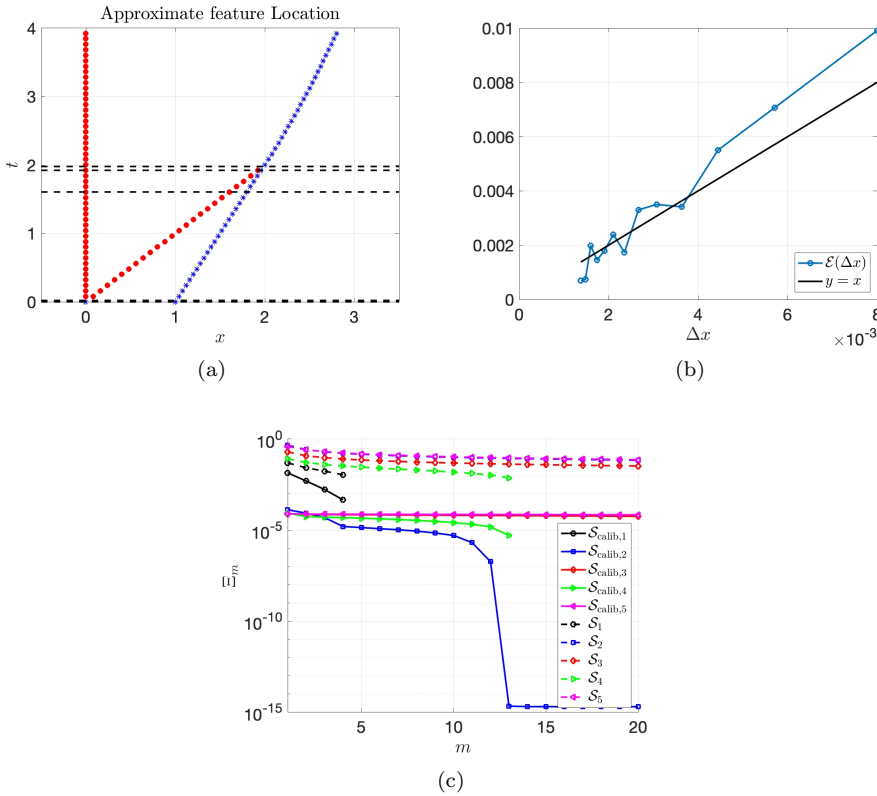 Approximate feature Location
4
3
2
1
0
t
0 1 2 3
x
(a)
0.01
0.008
0.006
0.004
0.002
0
0 2 4 6 8
Δx
×10⁻³
ℰ(Δx)
y = x
(b)
10⁰
10⁻⁵
10⁻¹⁰
10⁻¹⁵
Ξₘ
5 10 15 20
m
𝒮calib,1
𝒮calib,2
𝒮calib,3
𝒮calib,4
𝒮calib,5
𝒮₁
𝒮₂
𝒮₃
𝒮₄
𝒮₅
(c)